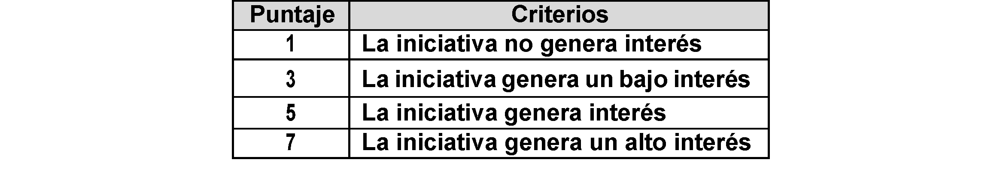 Puntaje Criterios
1 La iniciativa no genera interés
3 La iniciativa genera un bajo interés
5 La iniciativa genera interés
7 La iniciativa genera un alto interés